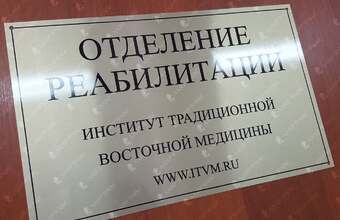 ОТДЕЛЕНИЕ
РЕАБИЛИТАЦИИ
ИНСТИТУТ ТРАДИЦИОННОЙ
ВОСТОЧНОЙ МЕДИЦИНЫ
WWW.ITVM.RU